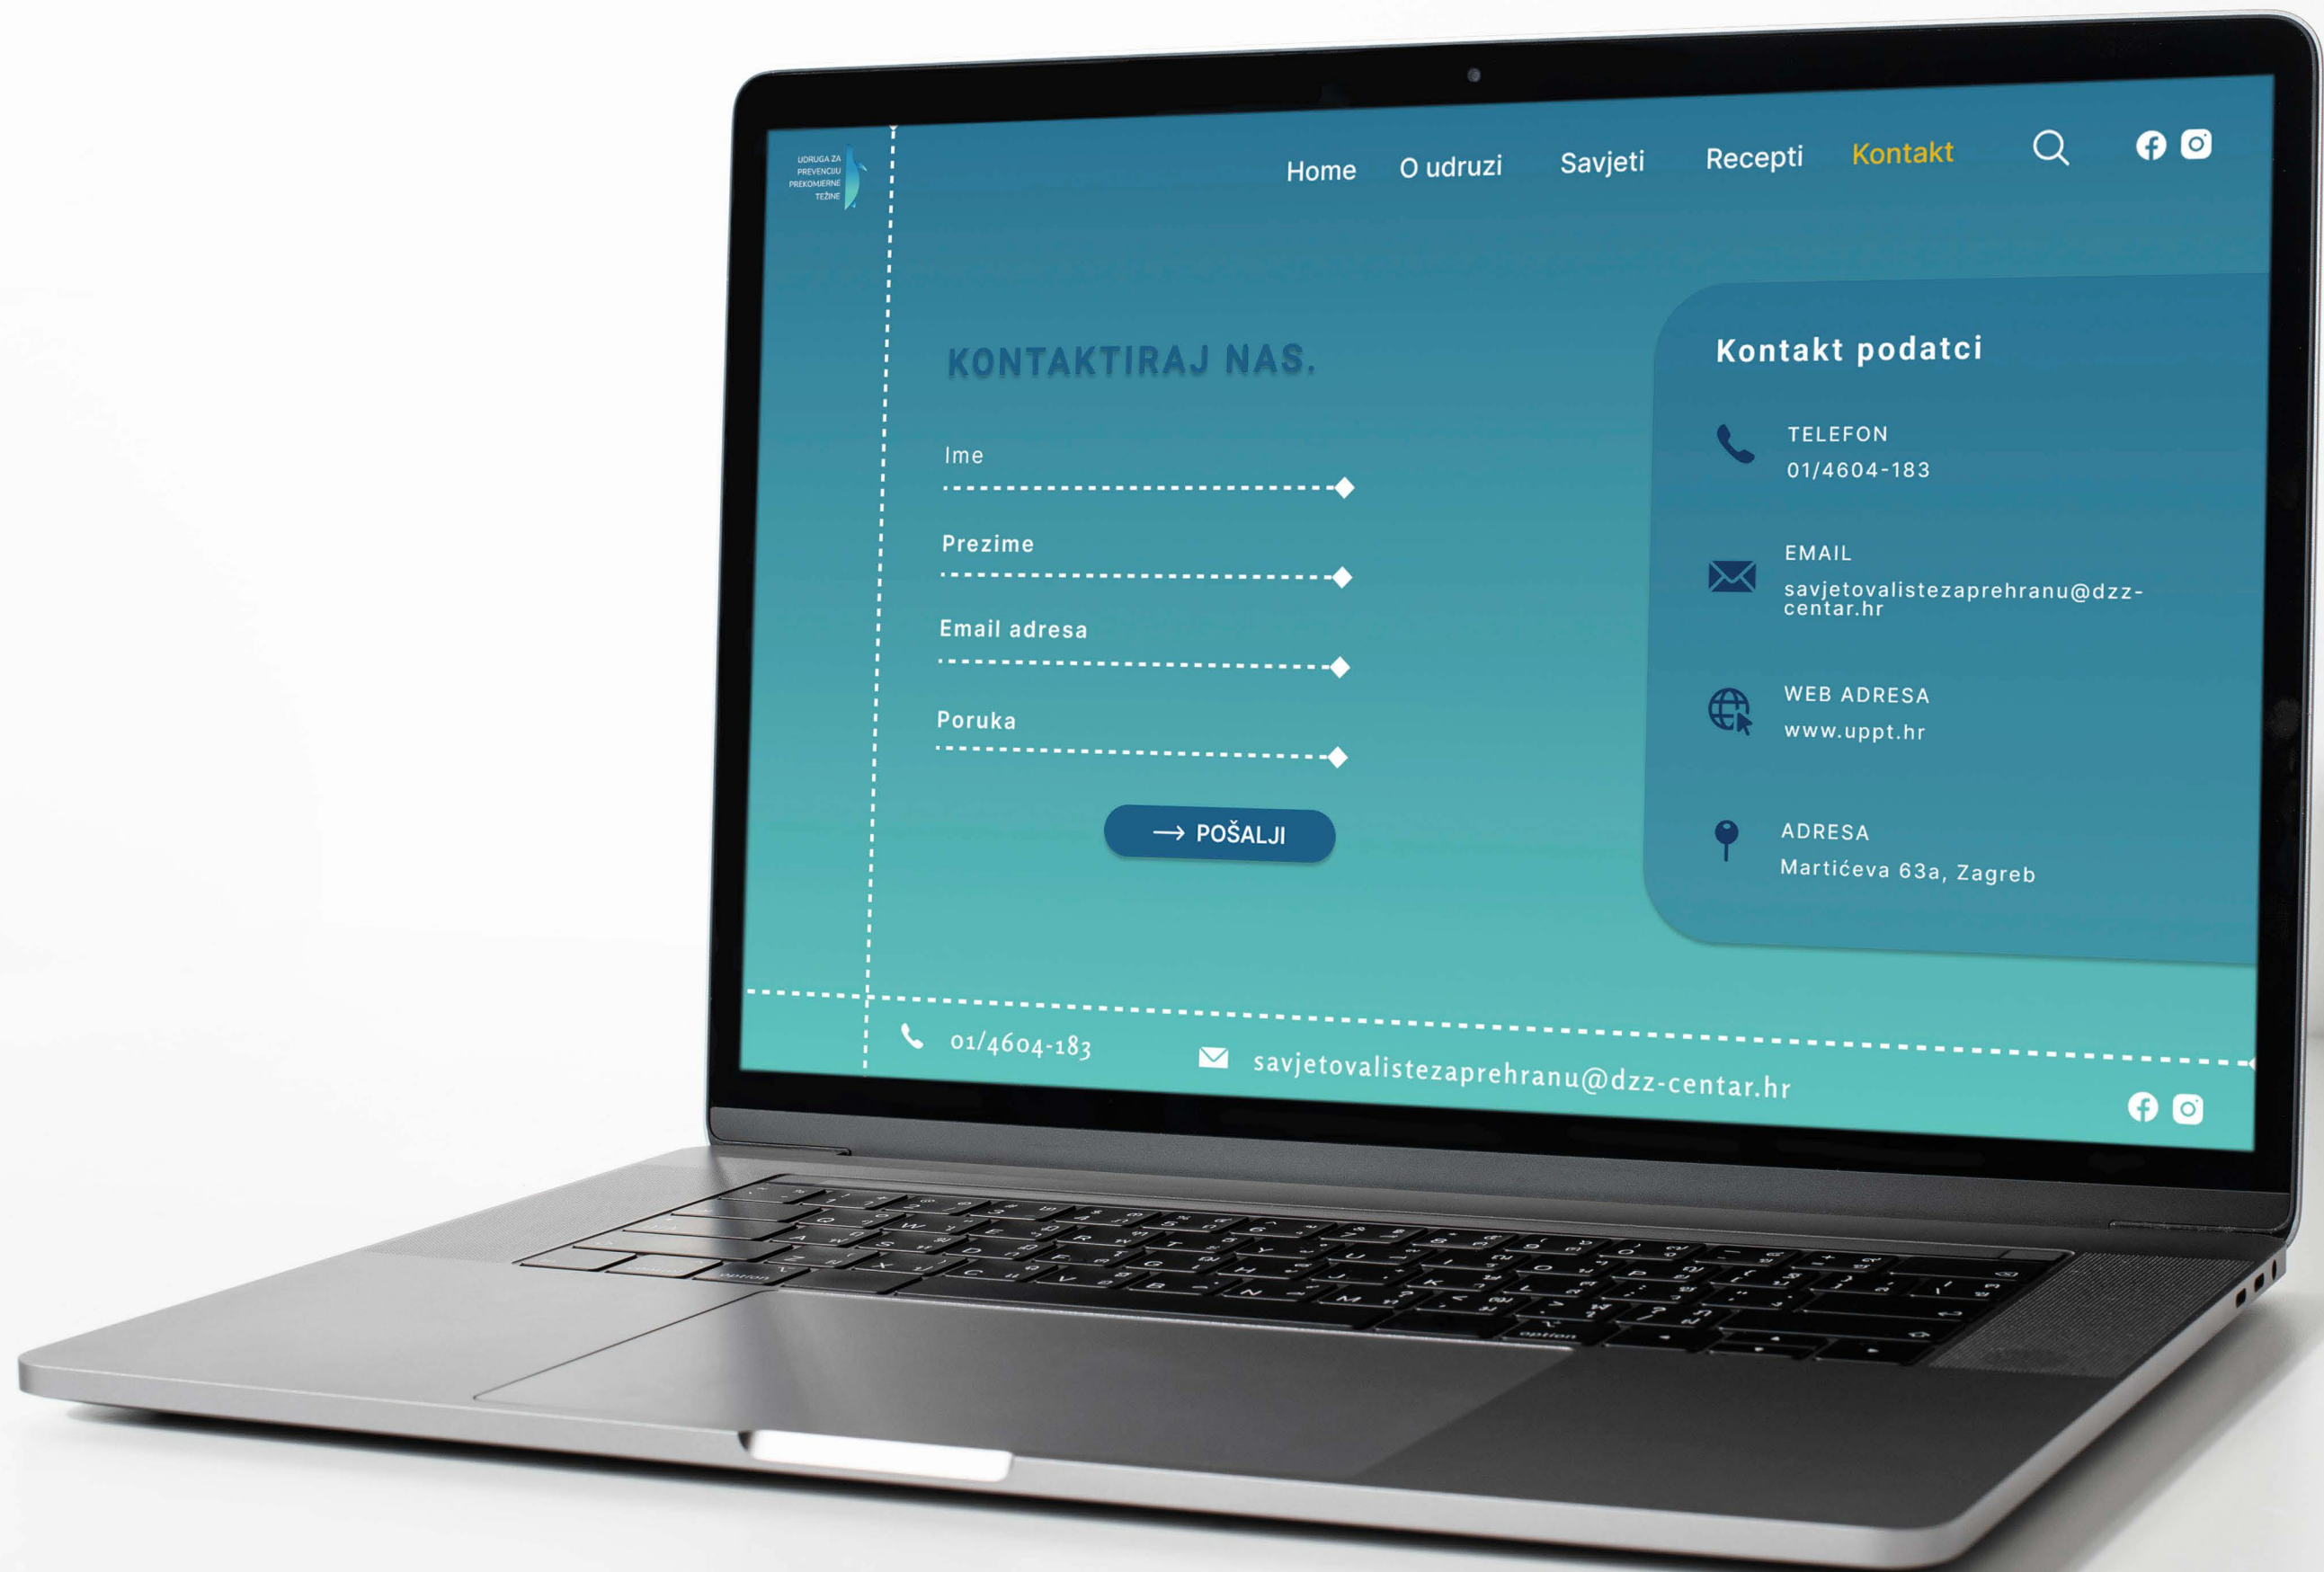 UDRUGA ZA
PREVENCIJU
PREKOMJERNE
TEŽINE
Home O udruzi Savjeti Recepti Kontakt
KONTAKTIRAJ NAS.
Ime
Prezime
Email adresa
Poruka
→ POŠALJI
Kontakt podatci
TELEFON
01/4604-183
EMAIL
savjetovalistezaprehranu@dzz-
centar.hr
WEB ADRESA
www.uppt.hr
ADRESA
Martićeva 63a, Zagreb
01/4604-183
savjetovalistezaprehranu@dzz-centar.hr
Q W E R T Y U I O P
A S D F G H J K L
Z X C V B N M
option option